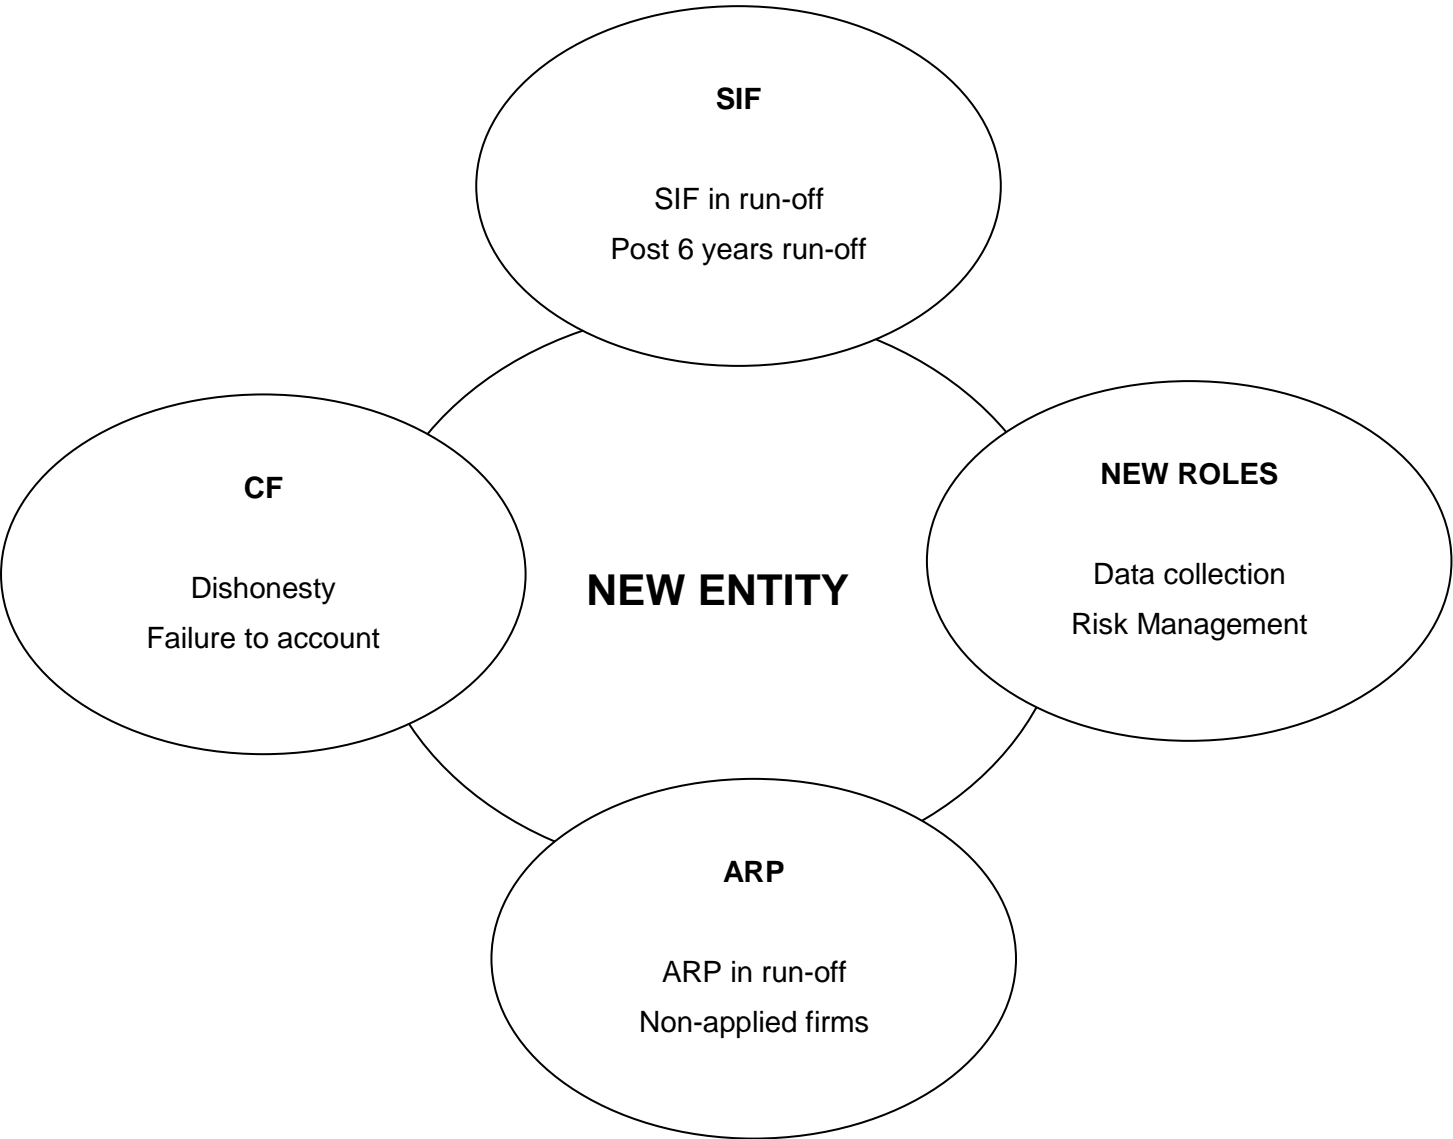 SIF
SIF in run-off
Post 6 years run-off
CF
Dishonesty
Failure to account
NEW ENTITY
NEW ROLES
Data collection
Risk Management
ARP
ARP in run-off
Non-applied firms